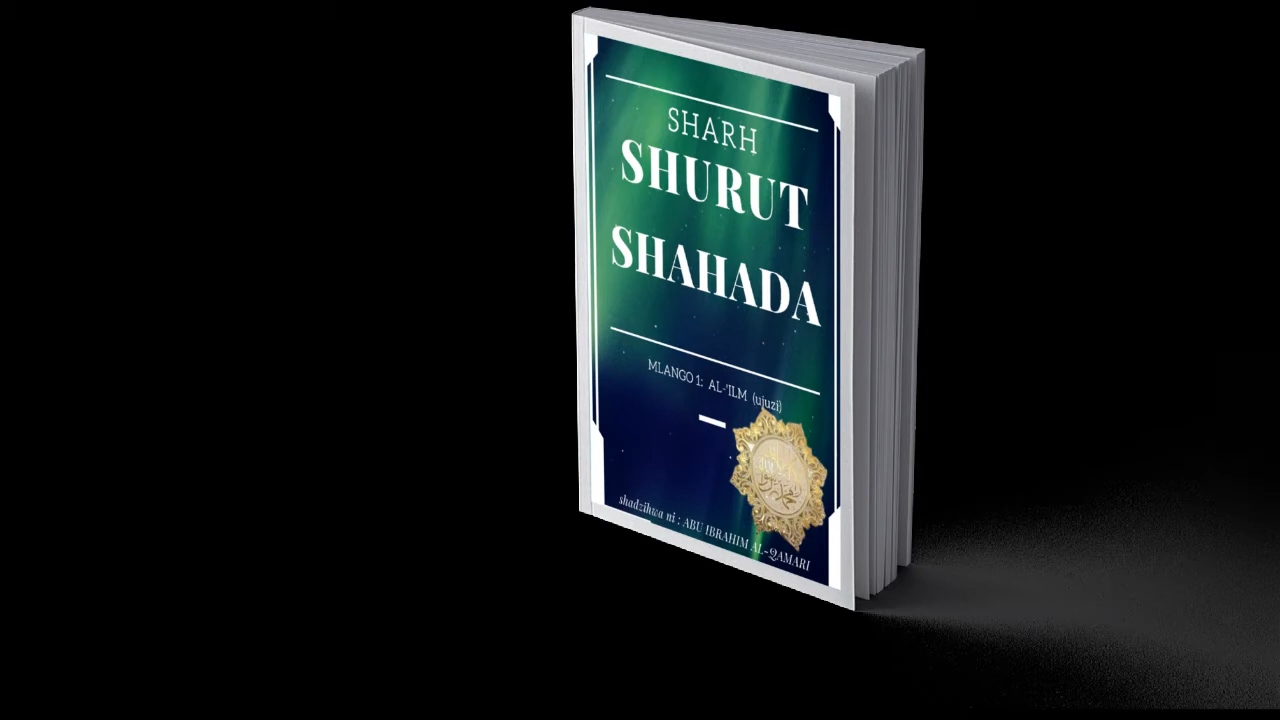 SHARH
SHURUT
SHAHADA
MLANGO 1: AL-'ILM (ujuzi)
shadzihwa ni : ABU IBRAHIM AL-QAMARI